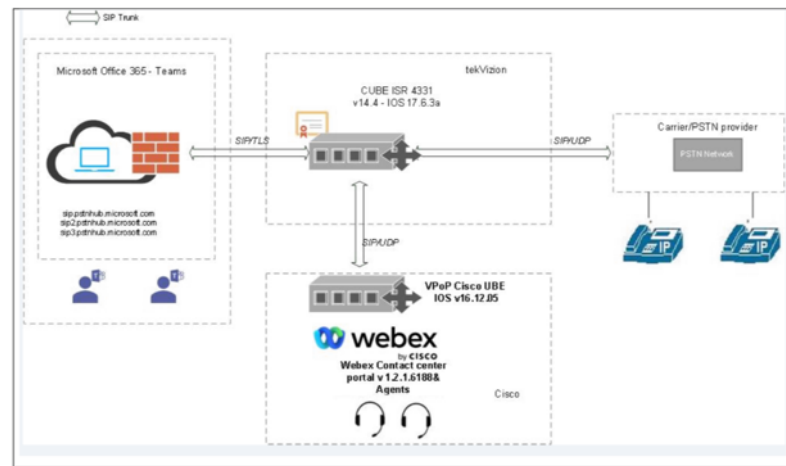 SIP Trunk
Microsoft Office 365 - Teams
sip.pstnhub.microsoft.com
sip2.pstnhub.microsoft.com
sip3.pstnhub.microsoft.com
SIP/TLS
tekVizion
CUBE ISR 4331
v14.4 - IOS 17.6.3a
SIP/UDP
Carrier/PSTN provider
PSTN Network
IP
IP
SIP/UDP
VPoP Cisco UBE
IOS v16.12.05
webex
by CISCO
Webex Contact center
portal v 1.2.1.6188&
Agents
Cisco